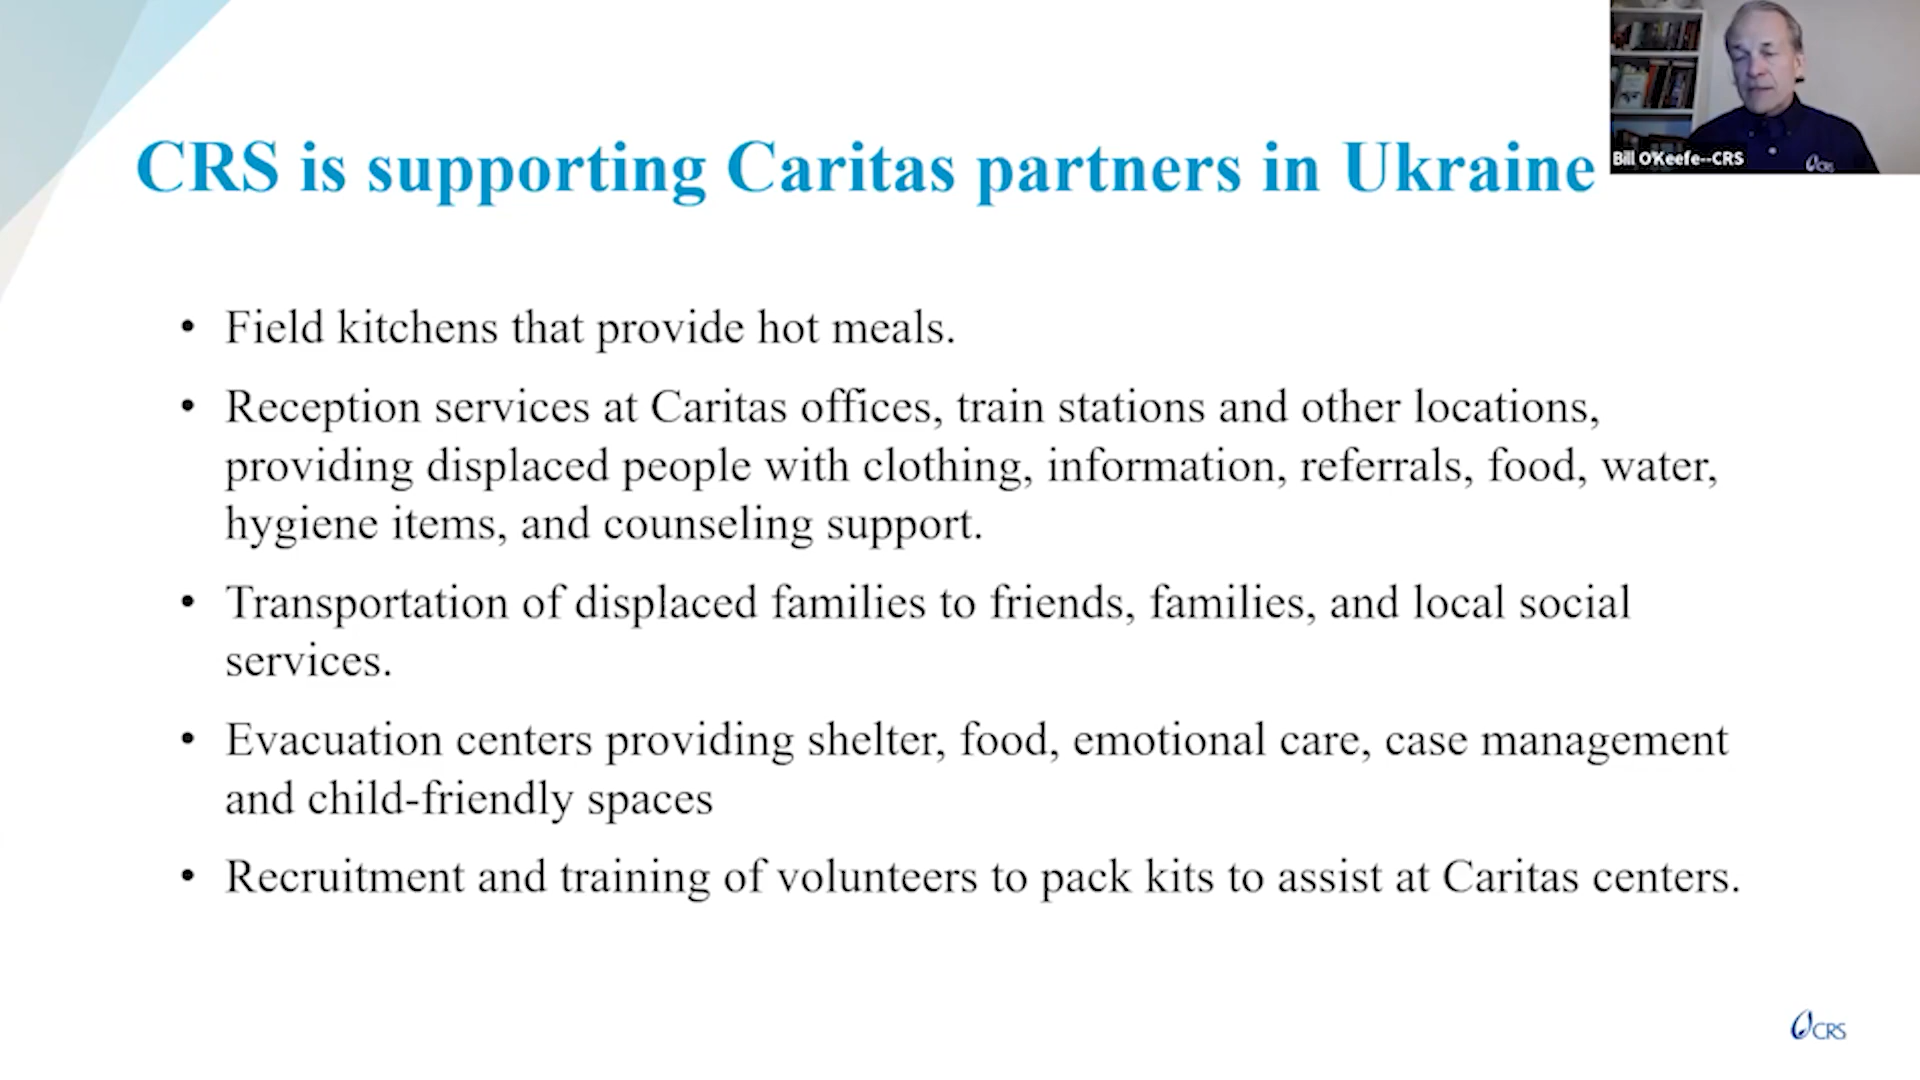 Bill O'Keefe--CRS
CRS is supporting Caritas partners in Ukraine
• Field kitchens that provide hot meals.
• Reception services at Caritas offices, train stations and other locations,
providing displaced people with clothing, information, referrals, food, water,
hygiene items, and counseling support.
• Transportation of displaced families to friends, families, and local social
services.
• Evacuation centers providing shelter, food, emotional care, case management
and child-friendly spaces
• Recruitment and training of volunteers to pack kits to assist at Caritas centers.
CRS
CRS